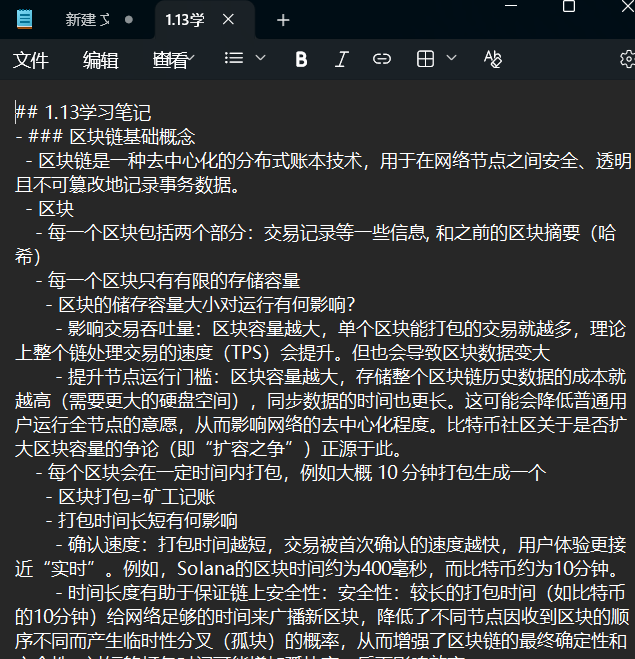 新建 文
1.13学
文件 编辑 查看 B I Ab
## 1.13学习笔记
- ### 区块链基础概念
- 区块链是一种去中心化的分布式账本技术，用于在网络节点之间安全、透明
且不可篡改地记录事务数据。
- 区块
- 每一个区块包括两个部分：交易记录等一些信息, 和之前的区块摘要（哈
希）
- 每一个区块只有有限的存储容量
- 区块的储存容量大小对运行有何影响?
- 影响交易吞吐量：区块容量越大，单个区块能打包的交易就越多，理论
上整个链处理交易的速度（TPS）会提升。但也会导致区块数据变大
- 提升节点运行门槛：区块容量越大，存储整个区块链历史数据的成本就
越高（需要更大的硬盘空间），同步数据的时间也更长。这可能会降低普通用
户运行全节点的意愿，从而影响网络的去中心化程度。比特币社区关于是否扩
大区块容量的争论（即“扩容之争”）正源于此。
- 每个区块会在一定时间内打包，例如大概 10 分钟打包生成一个
- 区块打包=矿工记账
- 打包时间长短有何影响
- 确认速度：打包时间越短，交易被首次确认的速度越快，用户体验更接
近“实时”。例如，Solana的区块时间约为400毫秒，而比特币约为10分钟。
- 时间长度有助于保证链上安全性：安全性：较长的打包时间（如比特币
的10分钟）给网络足够的时间来广播新区块，降低了不同节点因收到区块的顺
序不同而产生临时性分叉（孤块）的概率，从而增强了区块链的最终确定性和